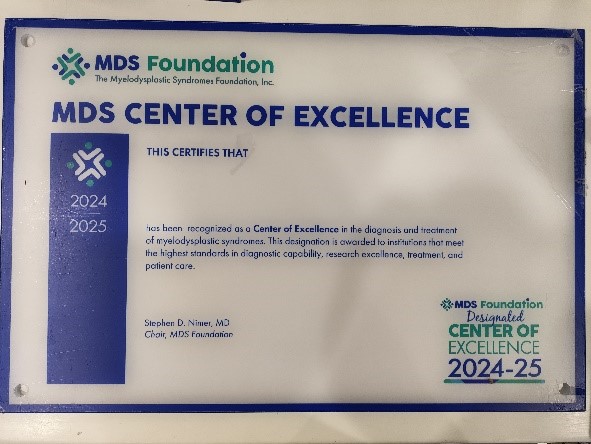 MDS Foundation
The Myelodysplastic Syndromes Foundation, Inc.
MDS CENTER OF EXCELLENCE
THIS CERTIFIES THAT
2024
2025
has been recognized as a Center of Excellence in the diagnosis and treatment
of myelodysplastic syndromes. This designation is awarded to institutions that meet
the highest standards in diagnostic capability, research excellence, treatment, and
patient care.
Stephen D. Nimer, MD
Chair, MDS Foundation
MDS Foundation
Designated
CENTER OF
EXCELLENCE
2024-25